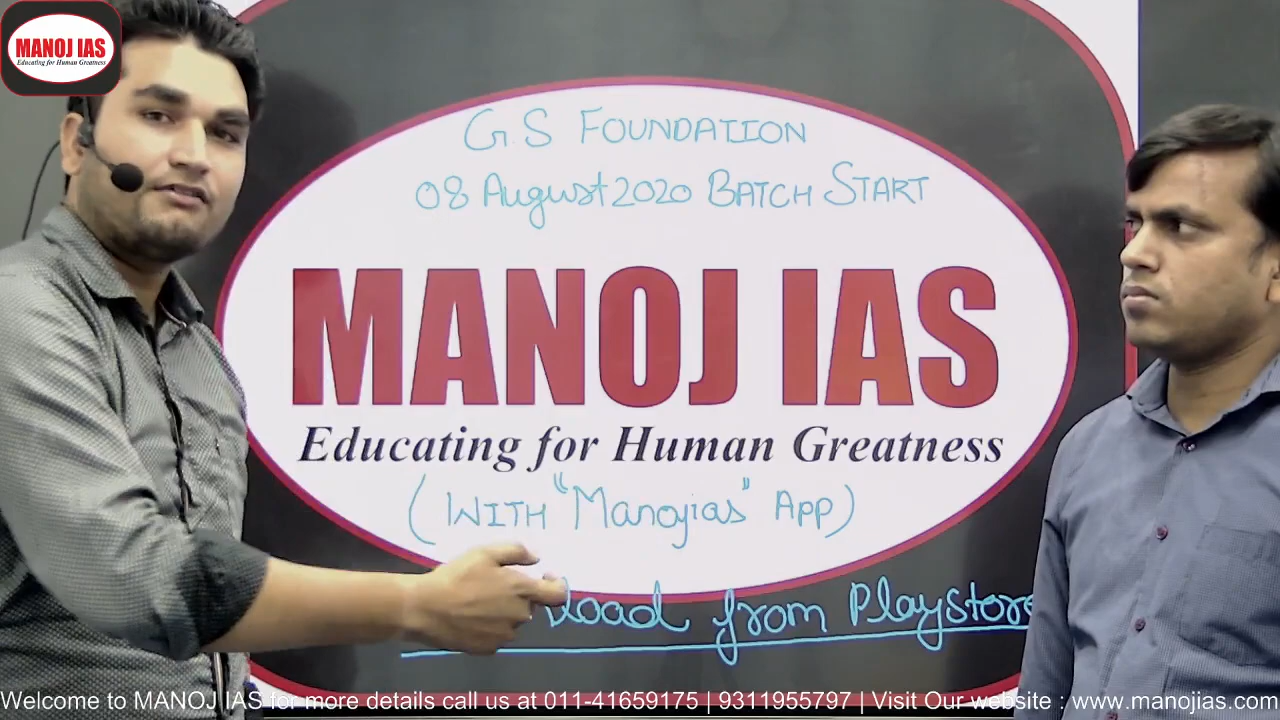 MANOJ IAS
Educating for Human Greatness
G.S FOUNDATION
08 August 2020 BATCH START
MANOJ IAS
Educating for Human Greatness
(WITH "Manojias" APP)
load from Playstore
Welcome to MANOJ IAS for more details call us at 011-41659175 | 9311955797 | Visit Our website : www.manojias.com